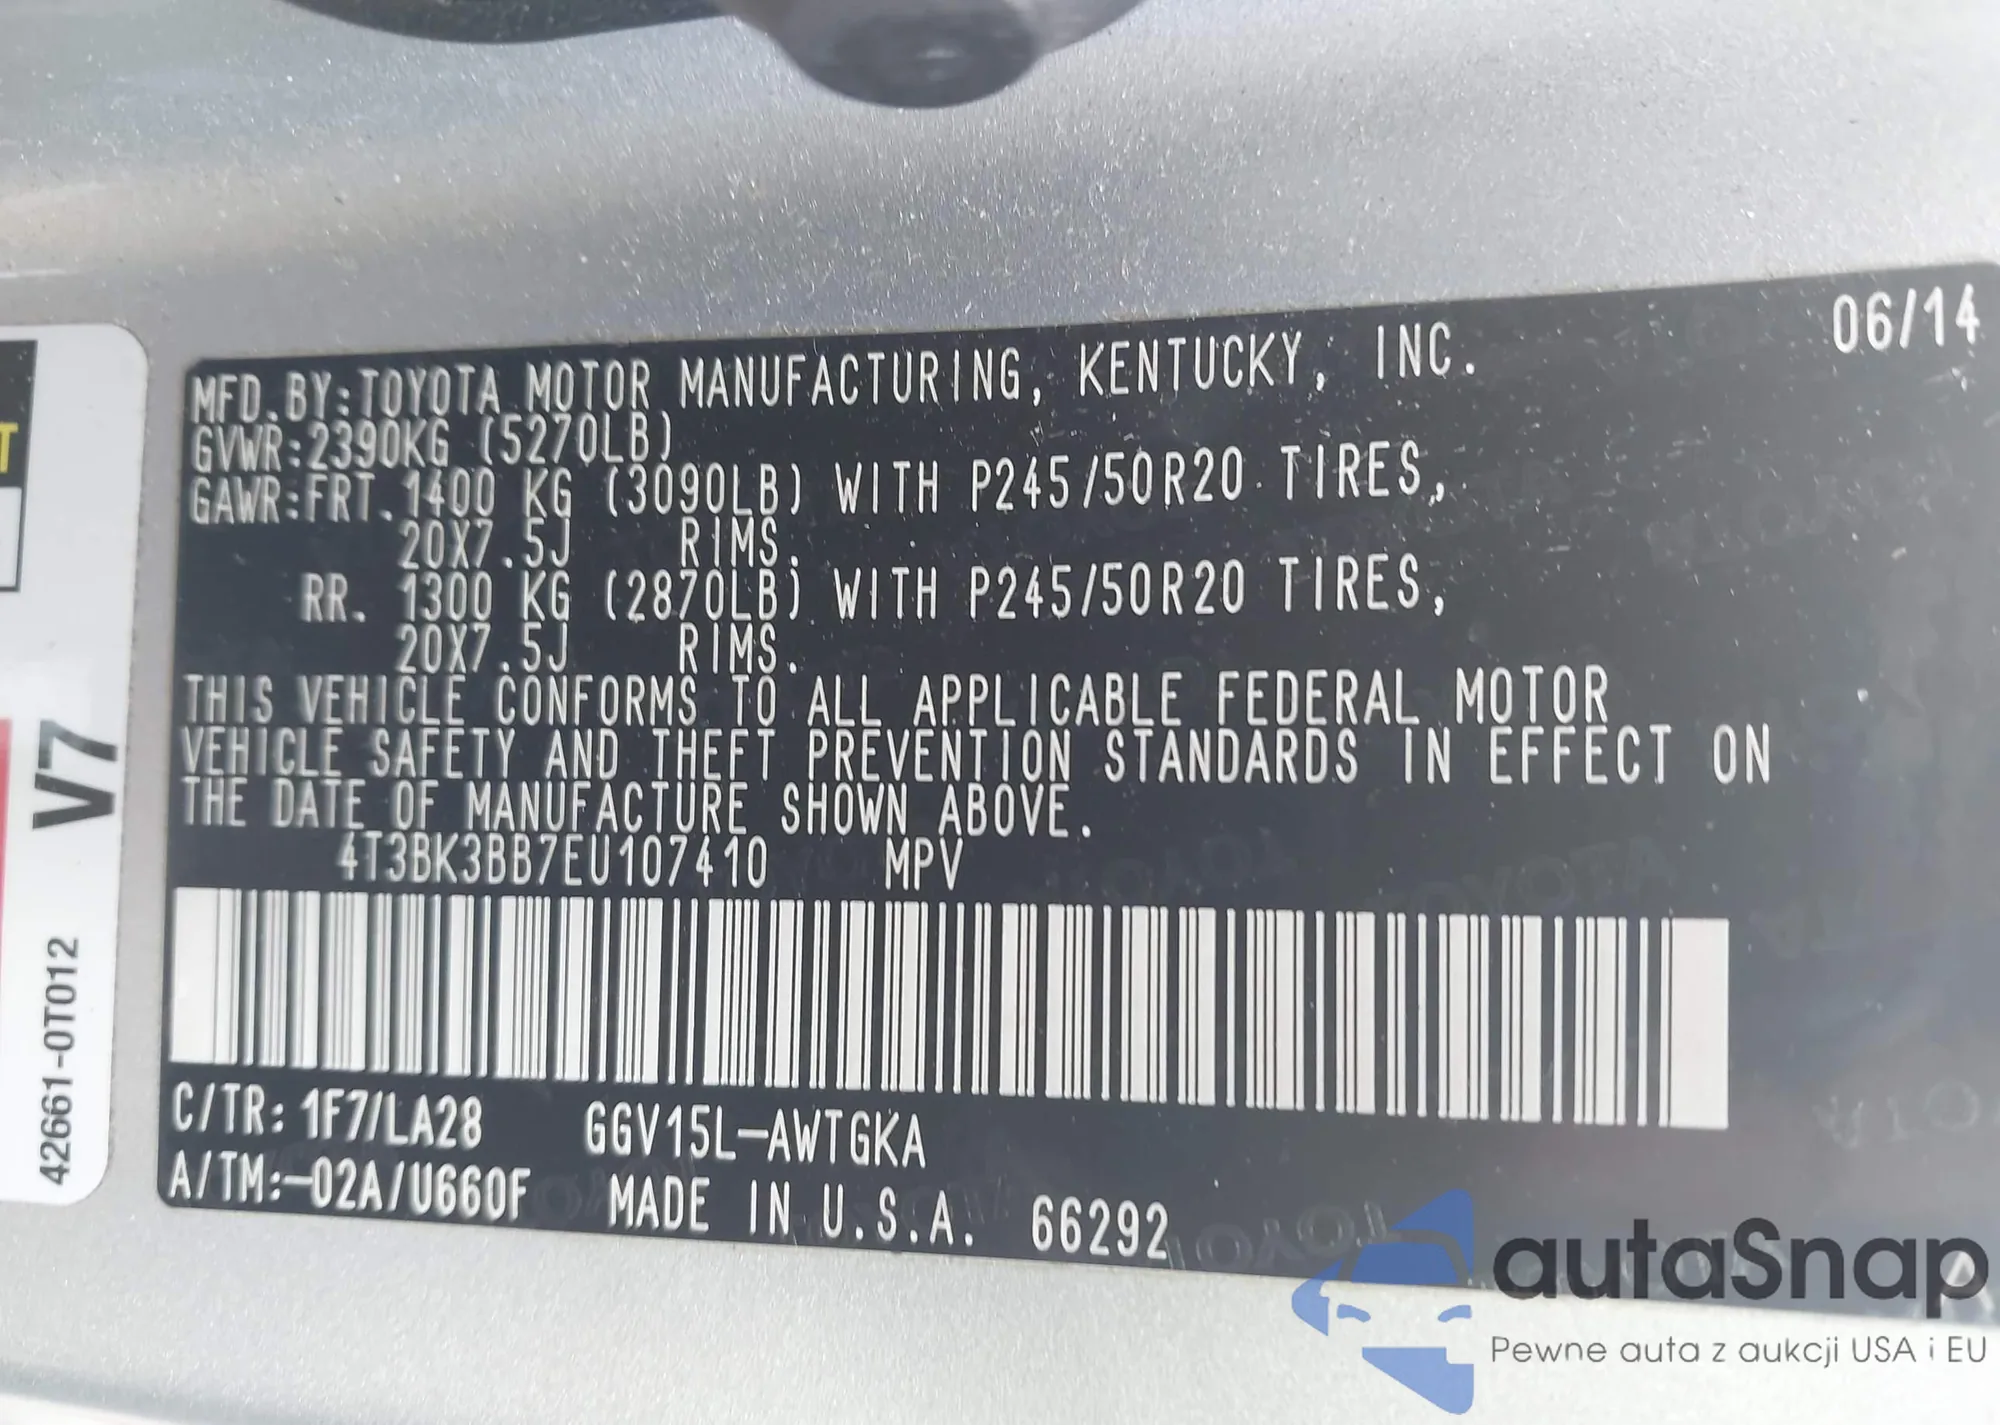 06/14
MFD.BY:TOYOTA MOTOR MANUFACTURING, KENTUCKY, INC.
GVWR:2390KG (5270LB)
GAWR:FRT.1400 KG (3090LB) WITH P245/50R20 TIRES,
20X7.5J RIMS.
RR. 1300 KG (2870LB) WITH P245/50R20 TIRES,
20X7.5J RIMS.
THIS VEHICLE CONFORMS TO ALL APPLICABLE FEDERAL MOTOR
VEHICLE SAFETY AND THEFT PREVENTION STANDARDS IN EFFECT ON
THE DATE OF MANUFACTURE SHOWN ABOVE.
4T3BK3BB7EU107410 MPV
C/TR: 1F7/LA28 GGV15L-AWTGKA
A/TM:-02A/U660F MADE IN U.S.A. 66292
V7
42661-0T012
autaSnap
Pewne auta z aukcji USA i EU